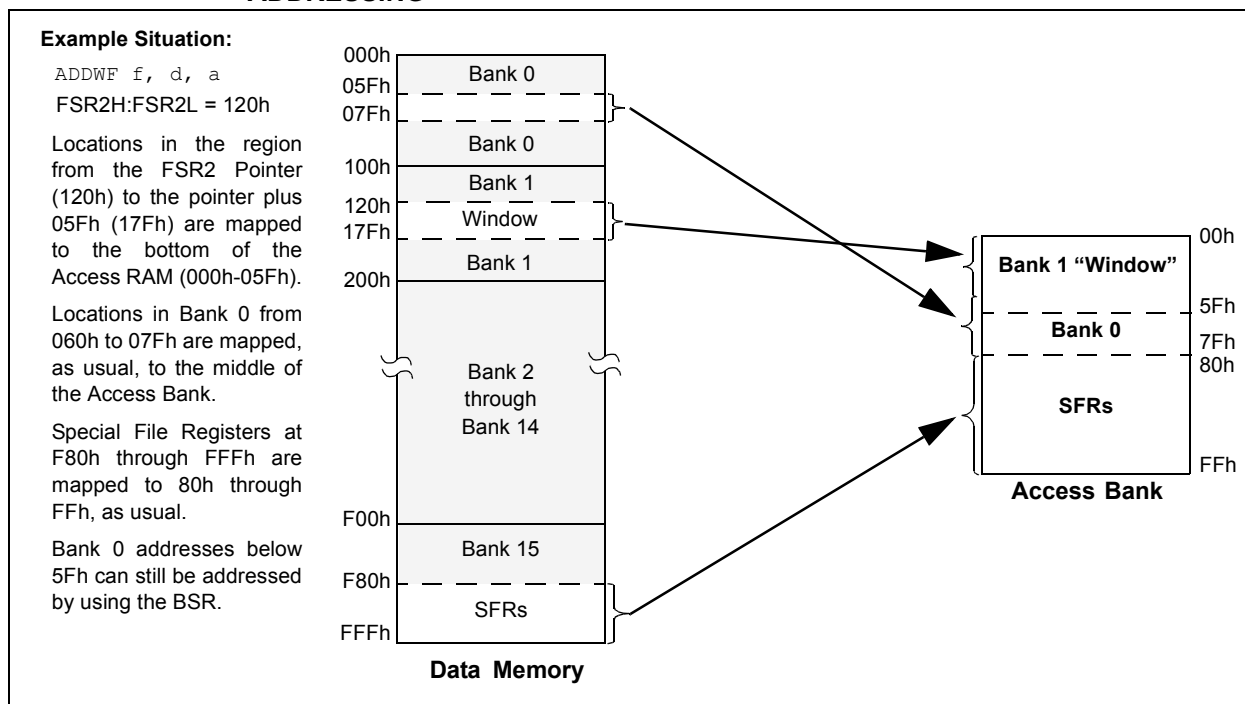 ADDRESSING
Example Situation:
ADDWF f, d, a
FSR2H:FSR2L = 120h
Locations in the region
from the FSR2 Pointer
(120h) to the pointer plus
05Fh (17Fh) are mapped
to the bottom of the
Access RAM (000h-05Fh).
Locations in Bank 0 from
060h to 07Fh are mapped,
as usual, to the middle of
the Access Bank.
Special File Registers at
F80h through FFFh are
mapped to 80h through
FFh, as usual.
Bank 0 addresses below
5Fh can still be addressed
by using the BSR.
000h
Bank 0
05Fh
07Fh
Bank 0
100h
Bank 1
120h
Window
17Fh
Bank 1
200h
Bank 2
through
Bank 14
F00h
Bank 15
F80h
SFRs
FFFh
Data Memory
00h
Bank 1 “Window”
5Fh
Bank 0
7Fh
80h
SFRs
FFh
Access Bank